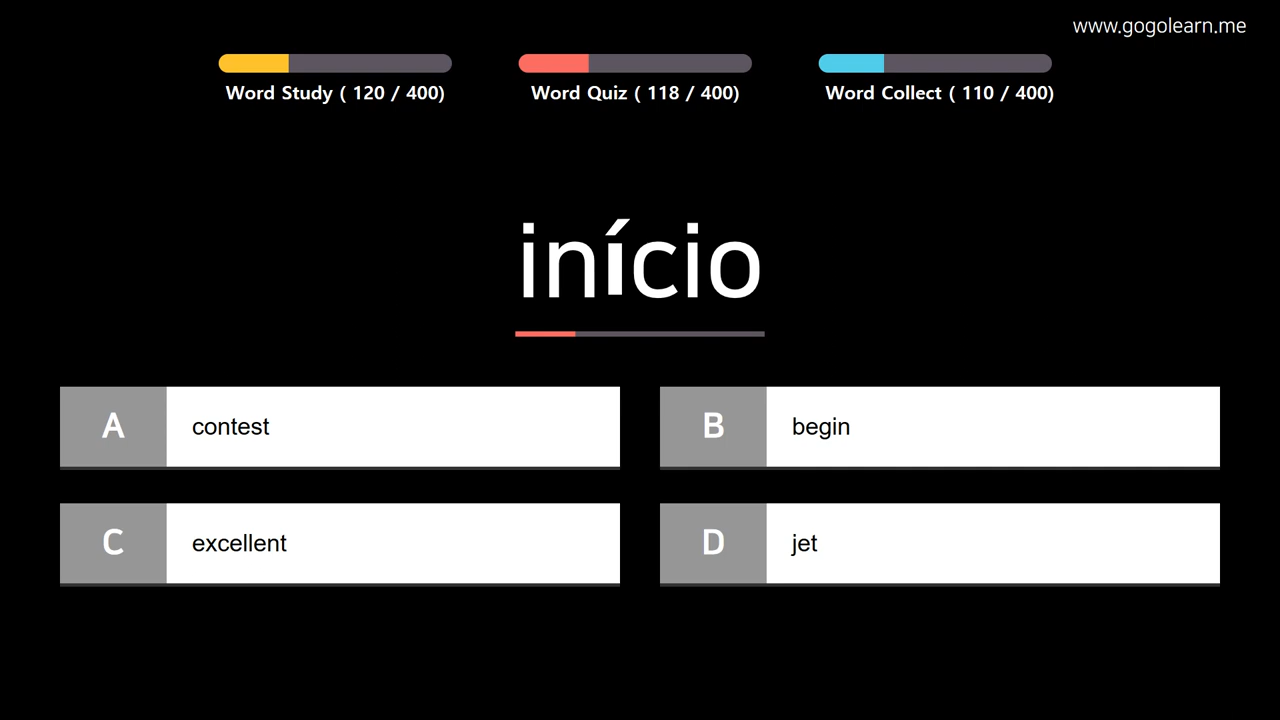 www.gogolearn.me
Word Study ( 120 / 400)
Word Quiz ( 118 / 400)
Word Collect ( 110 / 400)
início
A contest
B begin
C excellent
D jet